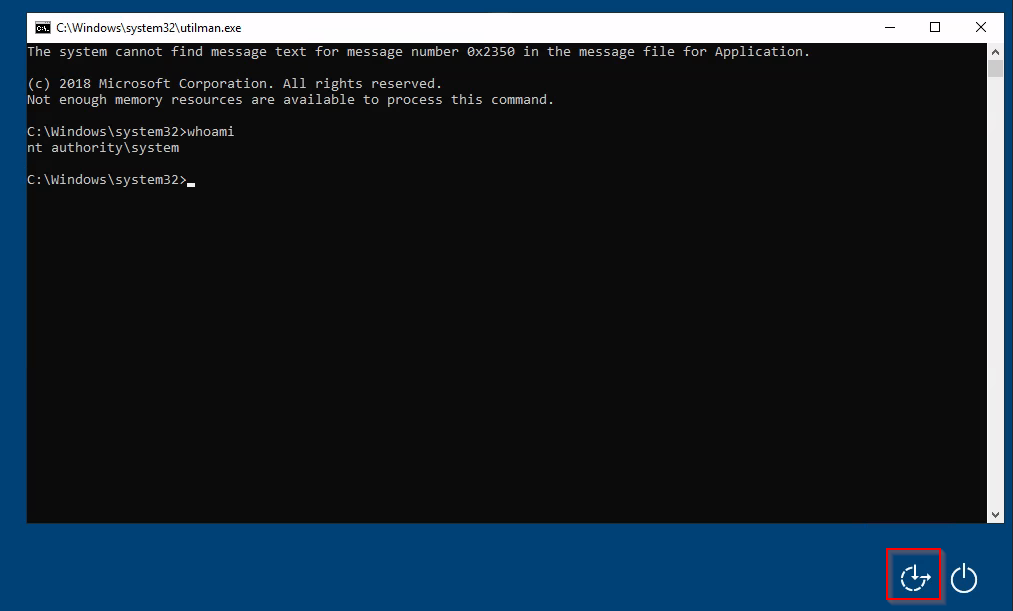 C:\Windows\system32\utilman.exe
The system cannot find message text for message number 0x2350 in the message file for Application.
(c) 2018 Microsoft Corporation. All rights reserved.
Not enough memory resources are available to process this command.
C:\Windows\system32>whoami
nt authority\system
C:\Windows\system32>